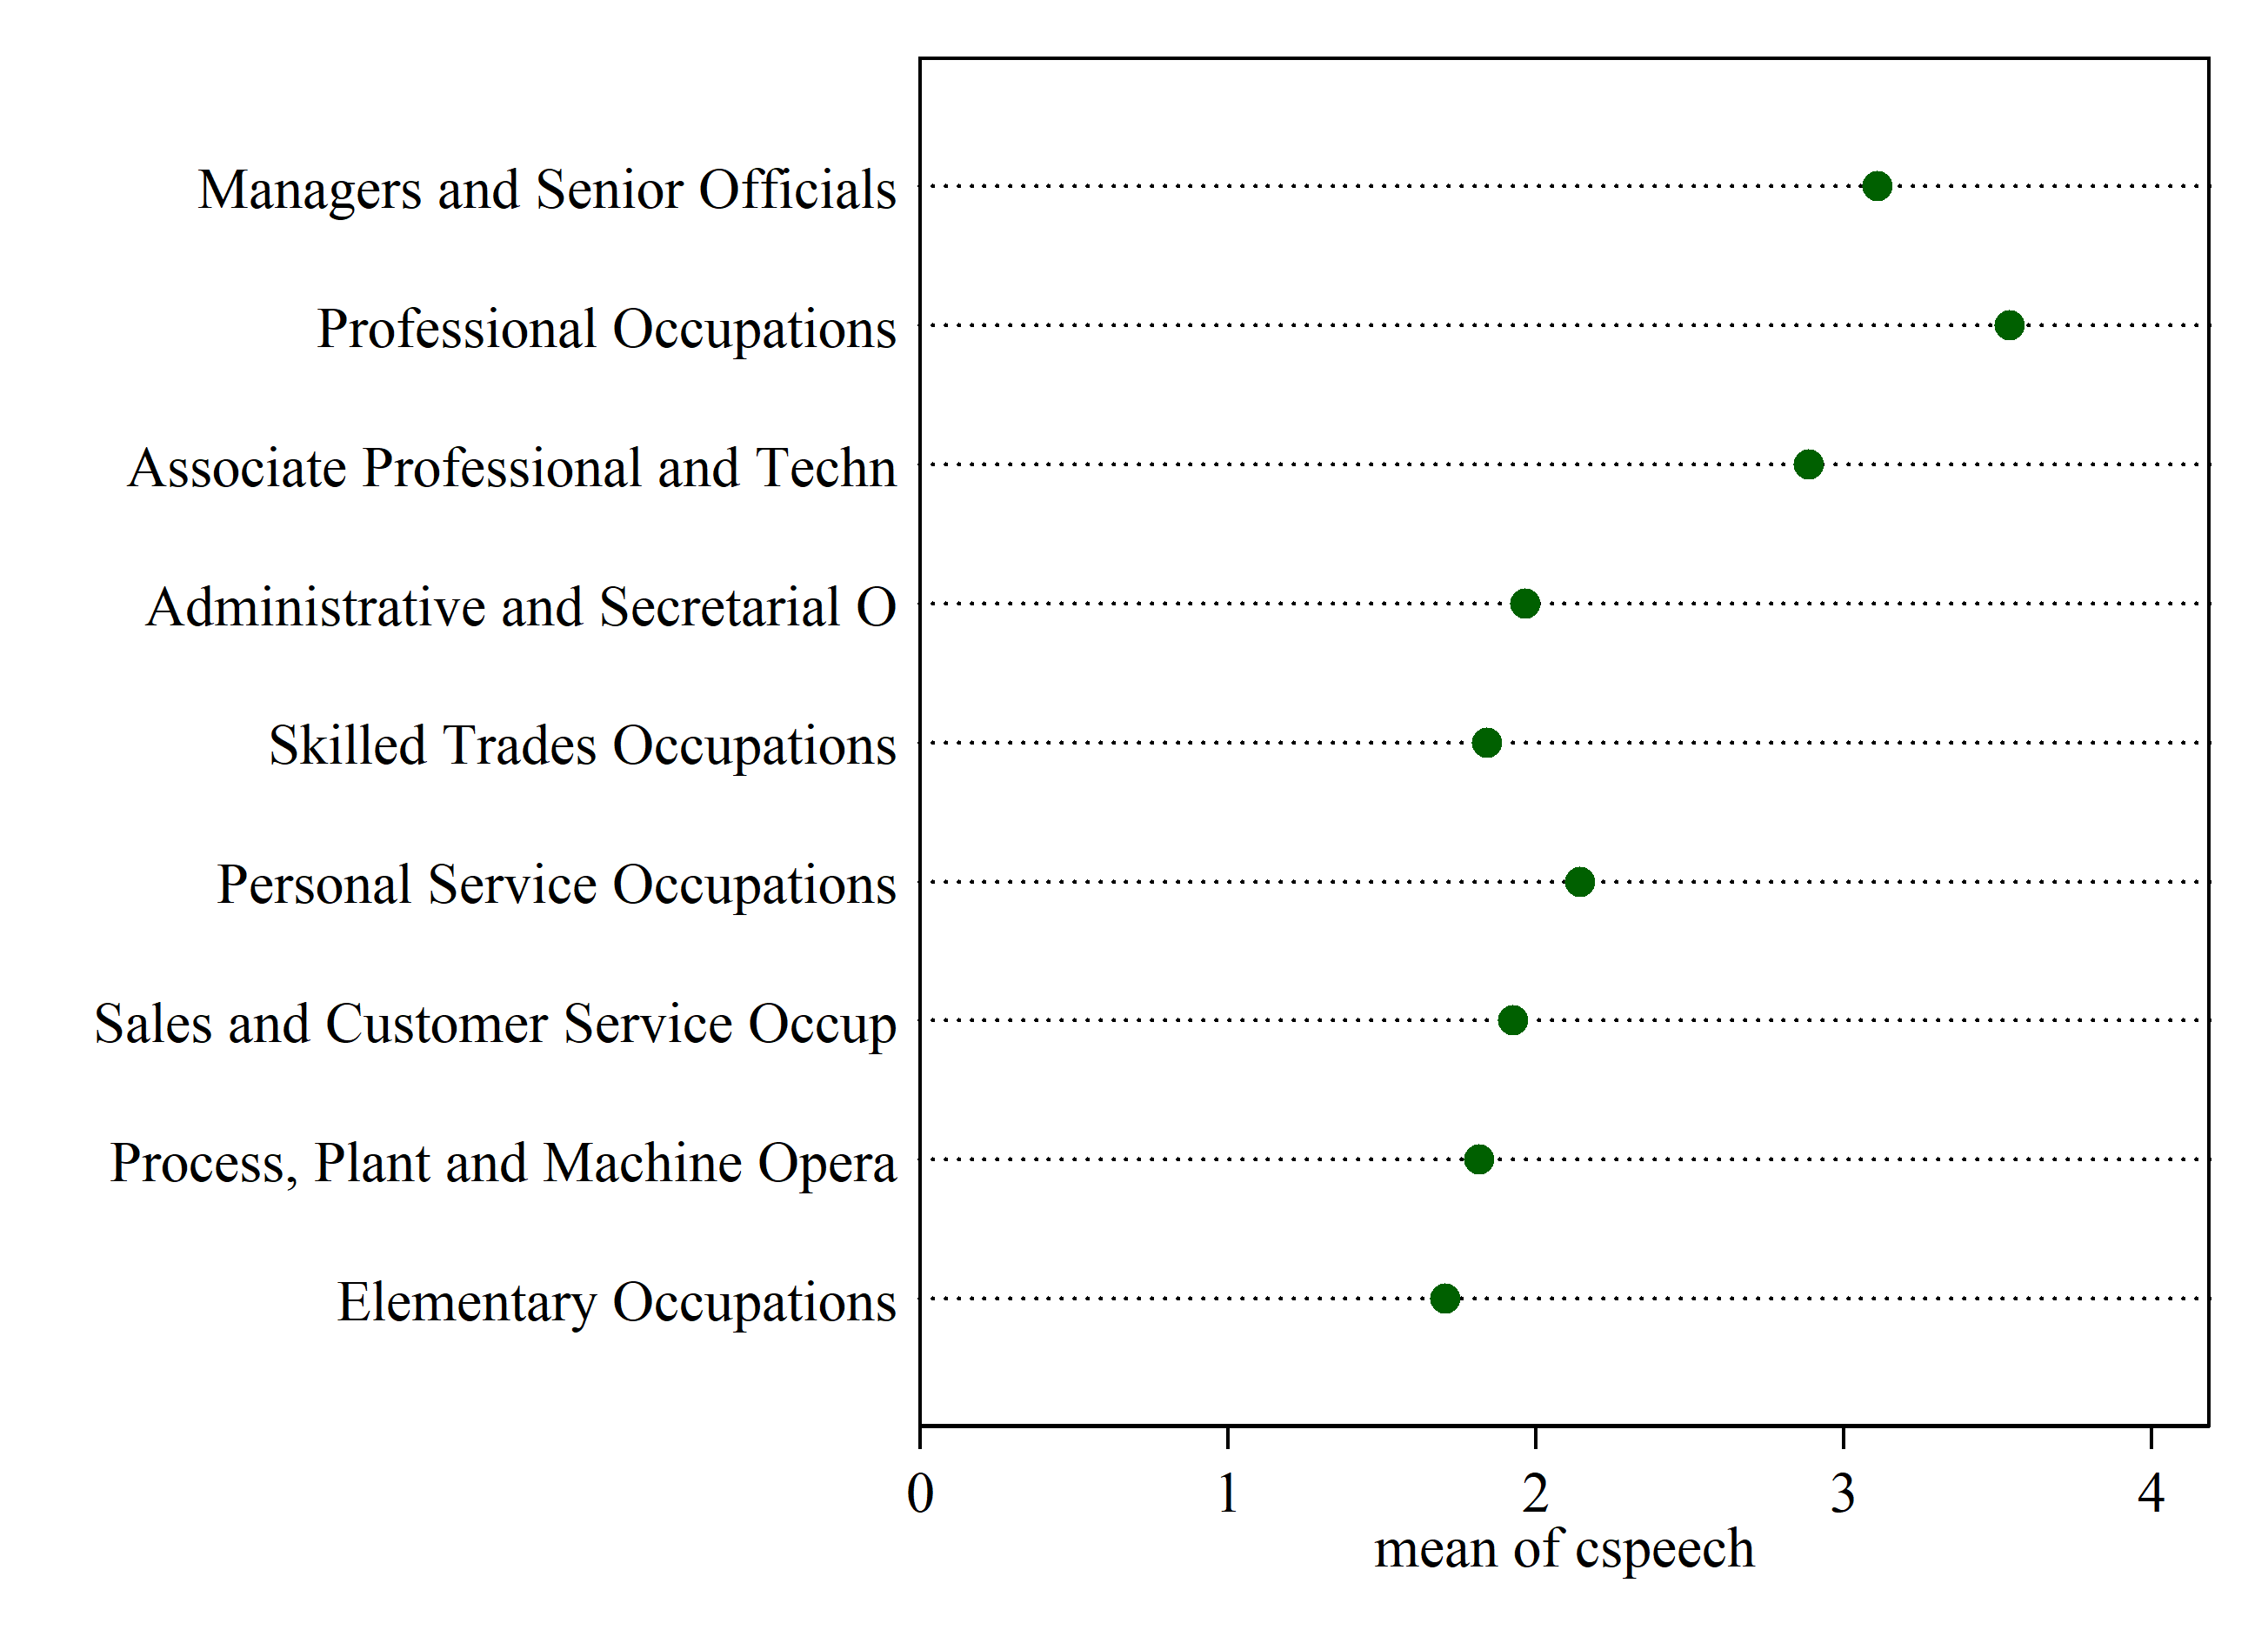 Managers and Senior Officials
Professional Occupations
Associate Professional and Techn
Administrative and Secretarial O
Skilled Trades Occupations
Personal Service Occupations
Sales and Customer Service Occup
Process, Plant and Machine Opera
Elementary Occupations
0 1 2 3 4
mean of cspeech